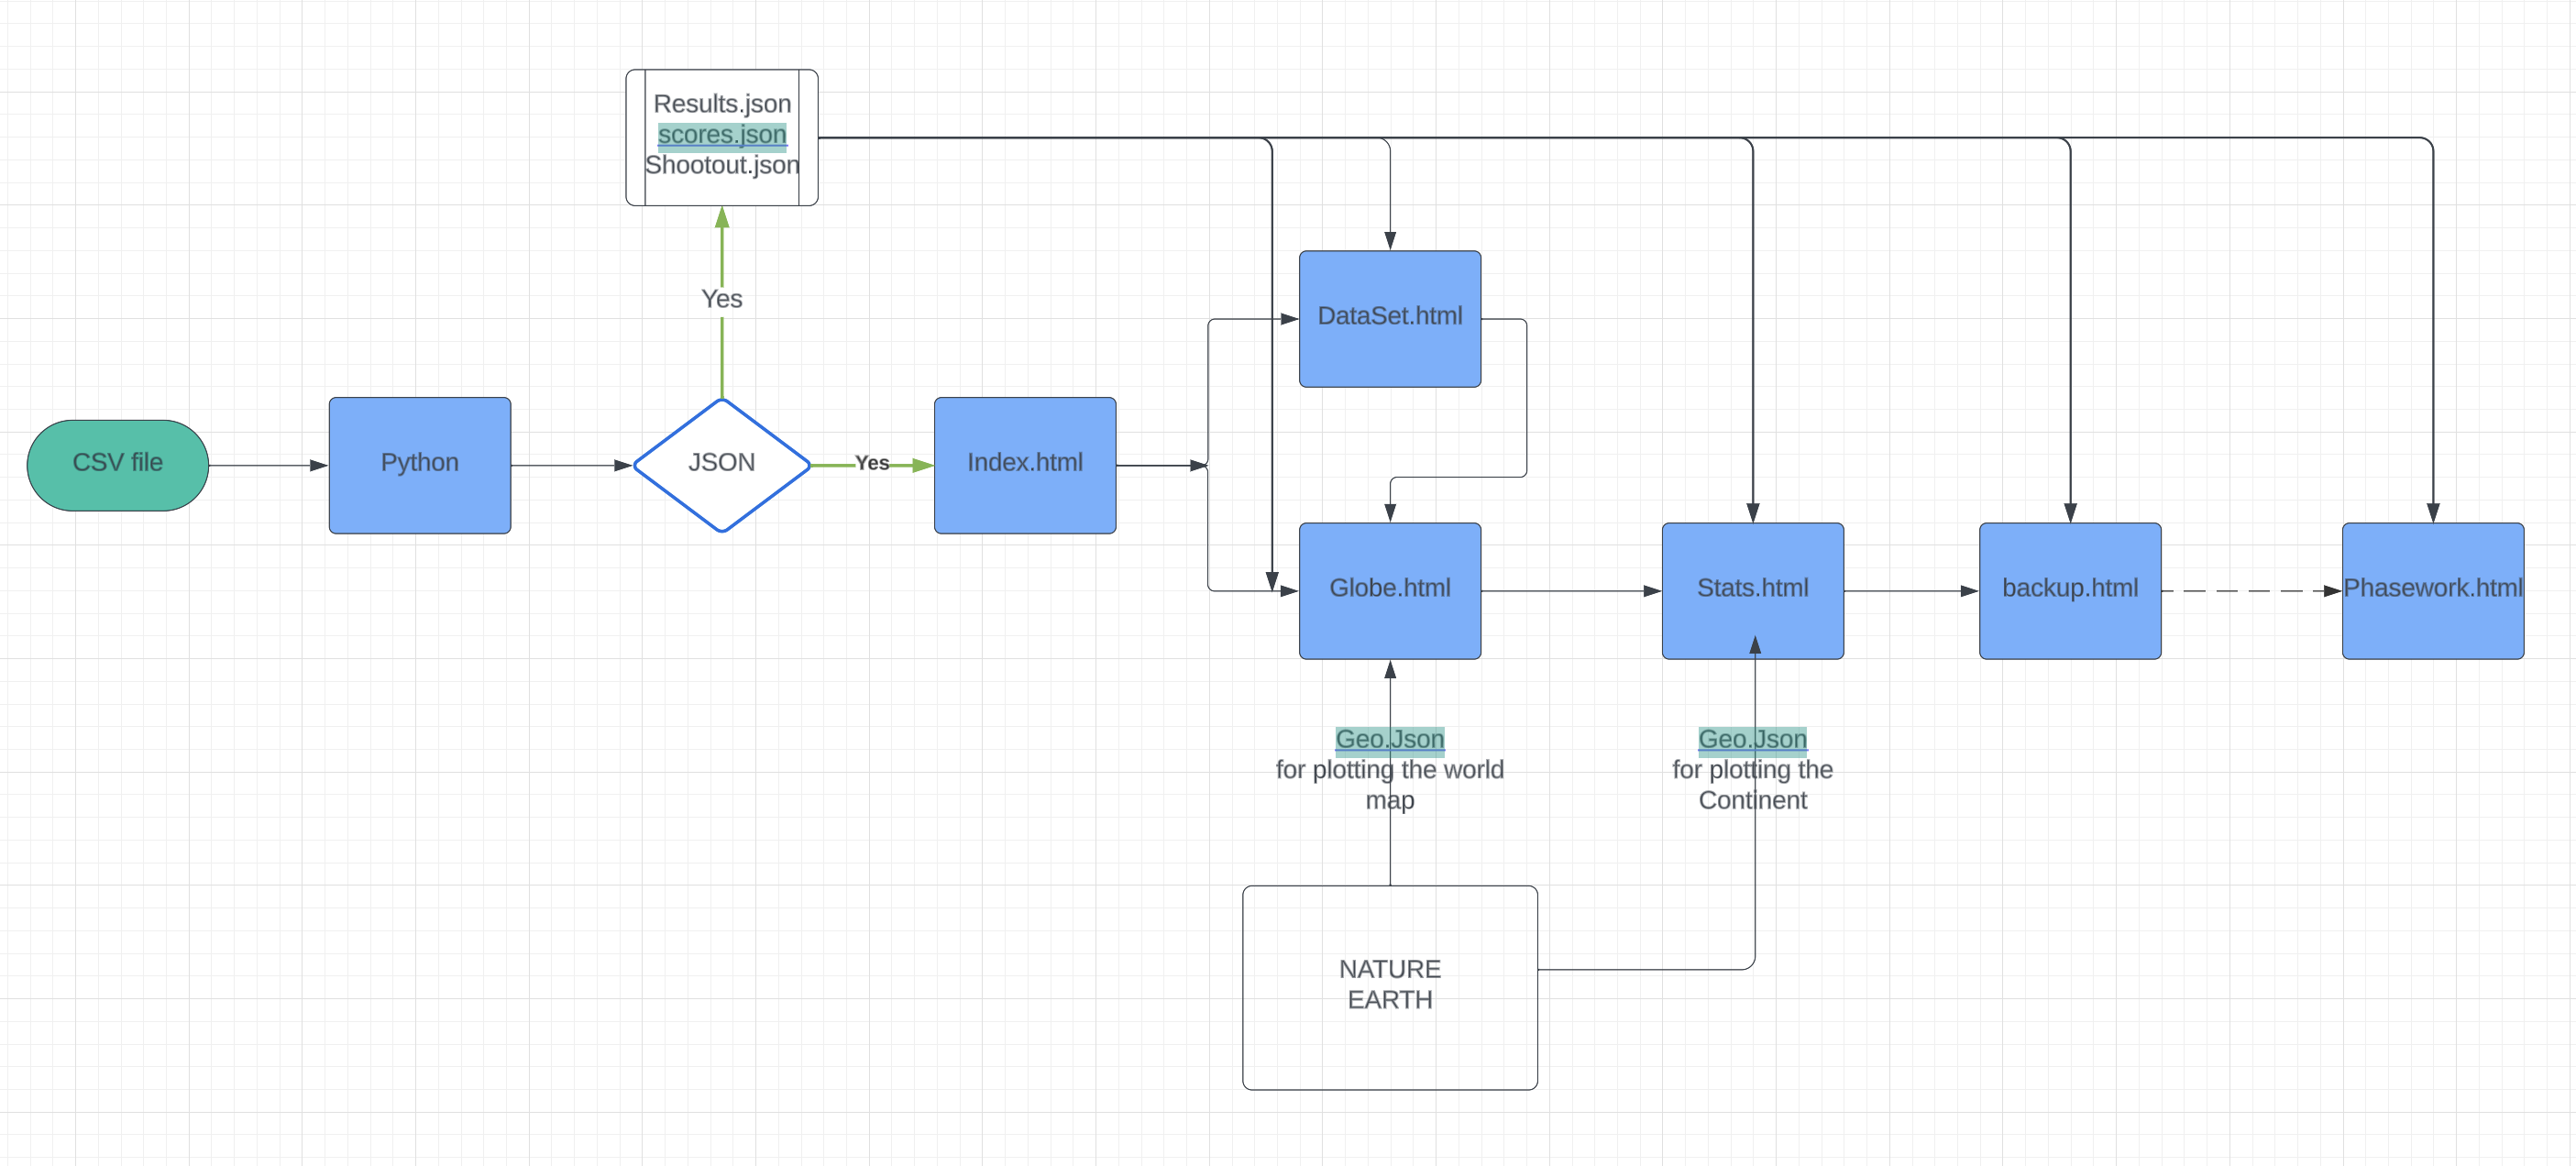 Results.json
scores.json
Shootout.json
Yes
DataSet.html
CSV file
Python
JSON
Yes
Index.html
Globe.html
Stats.html
backup.html
Phasework.html
Geo.Json
for plotting the world
map
Geo.Json
for plotting the
Continent
NATURE
EARTH